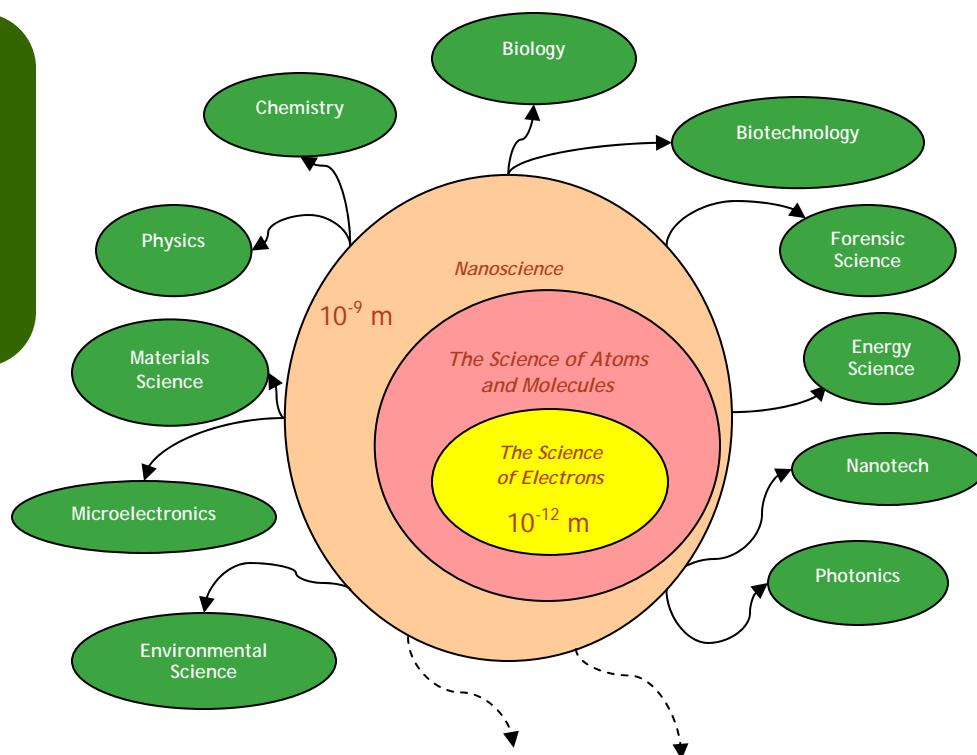 Biology
Chemistry
Biotechnology
Physics
Forensic
Science
Nanoscience
10⁻⁹ m
Materials
Science
The Science of Atoms
and Molecules
Energy
Science
The Science
of Electrons
10⁻¹² m
Nanotech
Microelectronics
Photonics
Environmental
Science